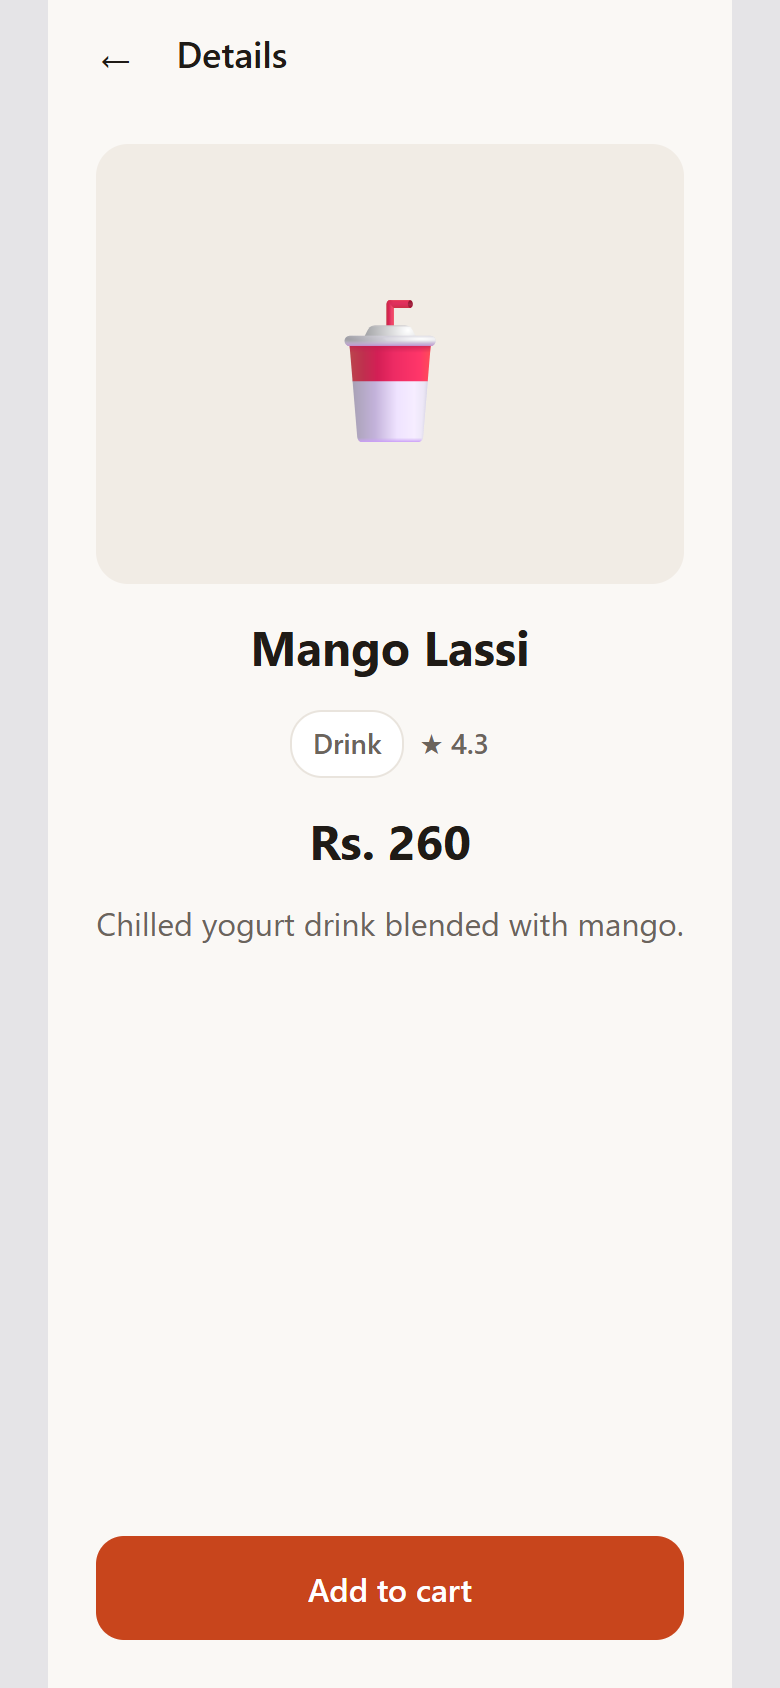 ← Details
Mango Lassi
Drink ★ 4.3
Rs. 260
Chilled yogurt drink blended with mango.
Add to cart